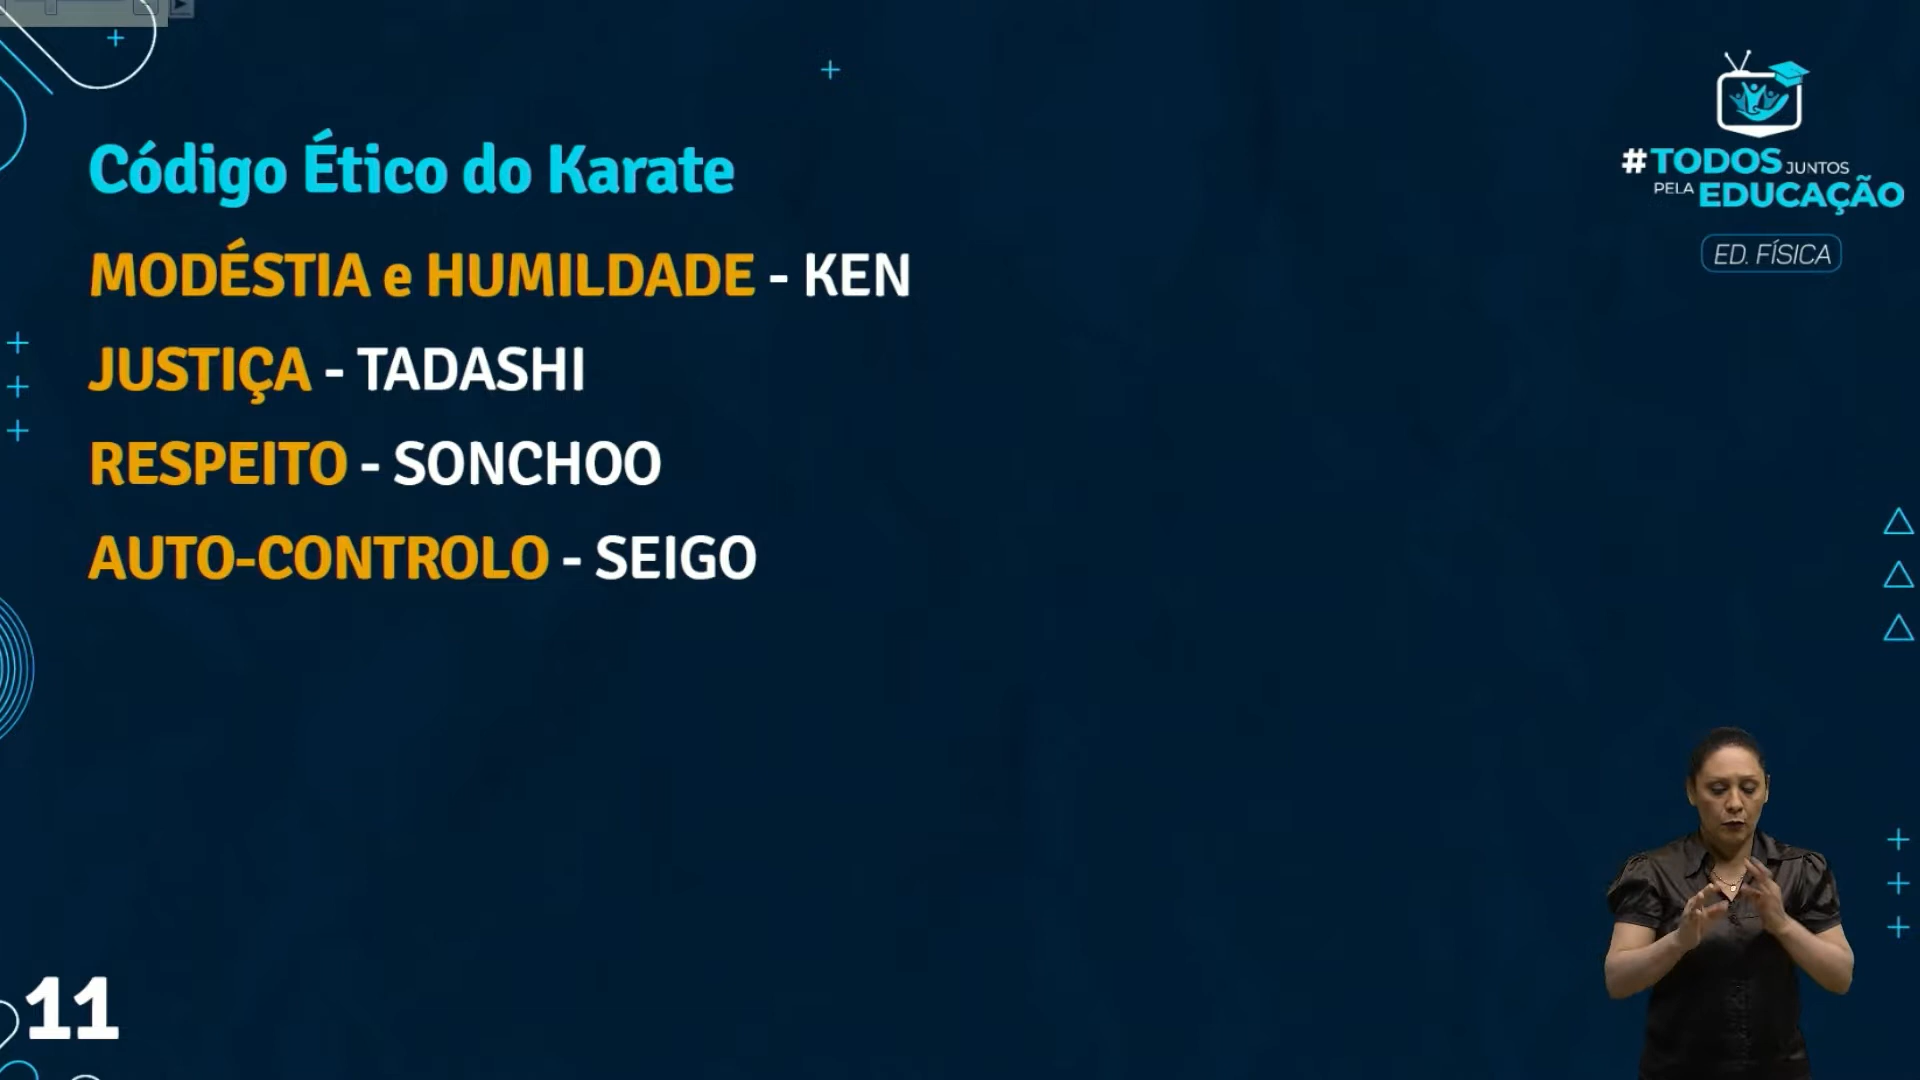 Código Ético do Karate
MODÉSTIA e HUMILDADE - KEN
JUSTIÇA - TADASHI
RESPEITO - SONCHOO
AUTO-CONTROLO - SEIGO
#TODOS JUNTOS
PELA EDUCAÇÃO
ED. FÍSICA
11